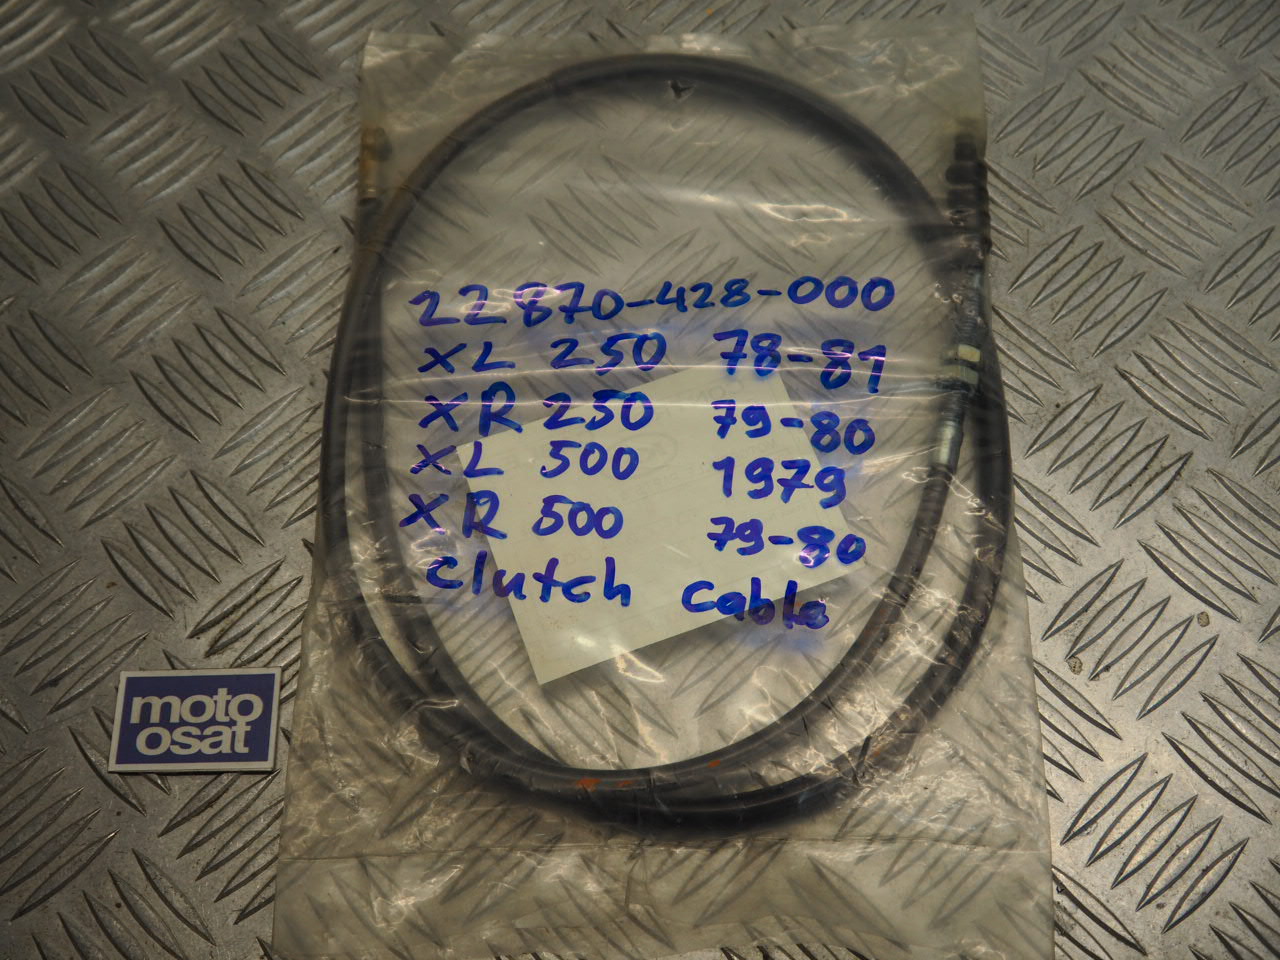 22870-428-000
XL 250 78-81
XR 250 79-80
XL 500 1979
XR 500 79-80
Clutch Cable
moto
osat